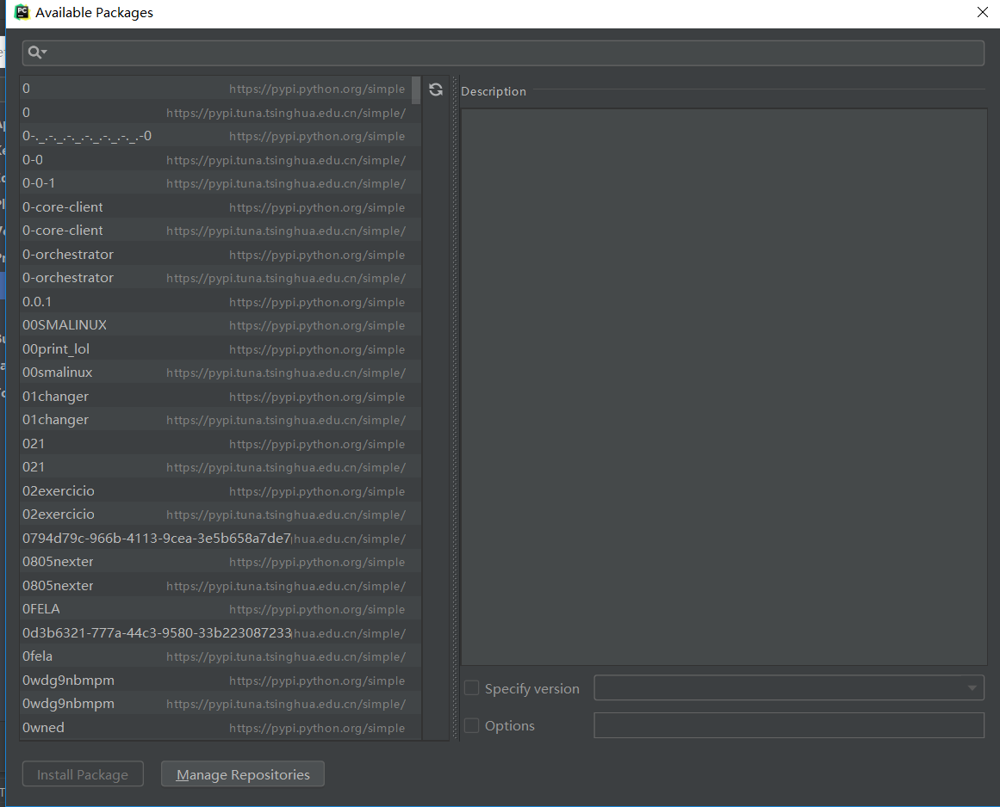 PC Available Packages
0 https://pypi.python.org/simple
0 https://pypi.tuna.tsinghua.edu.cn/simple/
0-._.-._.-._.-._.-._.-._.-0 https://pypi.python.org/simple
0-0 https://pypi.tuna.tsinghua.edu.cn/simple/
0-0-1 https://pypi.tuna.tsinghua.edu.cn/simple/
0-core-client https://pypi.python.org/simple
0-core-client https://pypi.tuna.tsinghua.edu.cn/simple/
0-orchestrator https://pypi.python.org/simple
0-orchestrator https://pypi.tuna.tsinghua.edu.cn/simple/
0.0.1 https://pypi.python.org/simple
00SMALINUX https://pypi.python.org/simple
00print_lol https://pypi.python.org/simple
00smalinux https://pypi.tuna.tsinghua.edu.cn/simple/
01changer https://pypi.python.org/simple
01changer https://pypi.tuna.tsinghua.edu.cn/simple/
021 https://pypi.python.org/simple
021 https://pypi.tuna.tsinghua.edu.cn/simple/
02exercicio https://pypi.python.org/simple
02exercicio https://pypi.tuna.tsinghua.edu.cn/simple/
0794d79c-966b-4113-9cea-3e5b658a7de7 hua.edu.cn/simple/
0805nexter https://pypi.python.org/simple
0805nexter https://pypi.tuna.tsinghua.edu.cn/simple/
0FELA https://pypi.python.org/simple
0d3b6321-777a-44c3-9580-33b223087233 hua.edu.cn/simple/
0fela https://pypi.tuna.tsinghua.edu.cn/simple/
0wdg9nbmpm https://pypi.python.org/simple
0wdg9nbmpm https://pypi.tuna.tsinghua.edu.cn/simple/
0wned https://pypi.python.org/simple
Description
Specify version
Options
Install Package
Manage Repositories